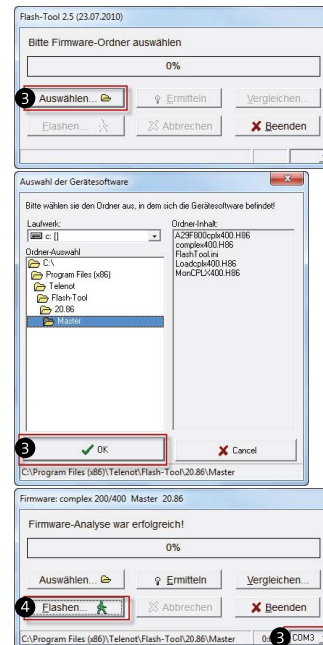 Flash-Tool 2.5 (23.07.2010)
Bitte Firmware-Ordner auswählen
0%
3 Auswählen... Ermitteln Vergleichen...
Flashen... Abbrechen Beenden
Auswahl der Gerätesoftware
Bitte wählen sie den Ordner aus, in dem sich die Gerätesoftware befindet!
Laufwerk:
c: []
Ordner-Auswahl
C:\
Program Files (x86)
Telenot
Flash-Tool
20.86
Master
Ordner-Inhalt:
A29F800cplx400.H86
complex400.H86
FlashTool.ini
Loadcplx400.H86
MonCPLX400.H86
3 OK Cancel
C:\Program Files (x86)\Telenot\Flash-Tool\20.86\Master
Firmware: complex 200/400 Master 20.86
Firmware-Analyse war erfolgreich!
0%
Auswählen... Ermitteln Vergleichen...
4 Flashen... Abbrechen Beenden
C:\Program Files (x86)\Telenot\Flash-Tool\20.86\Master 3 COM3